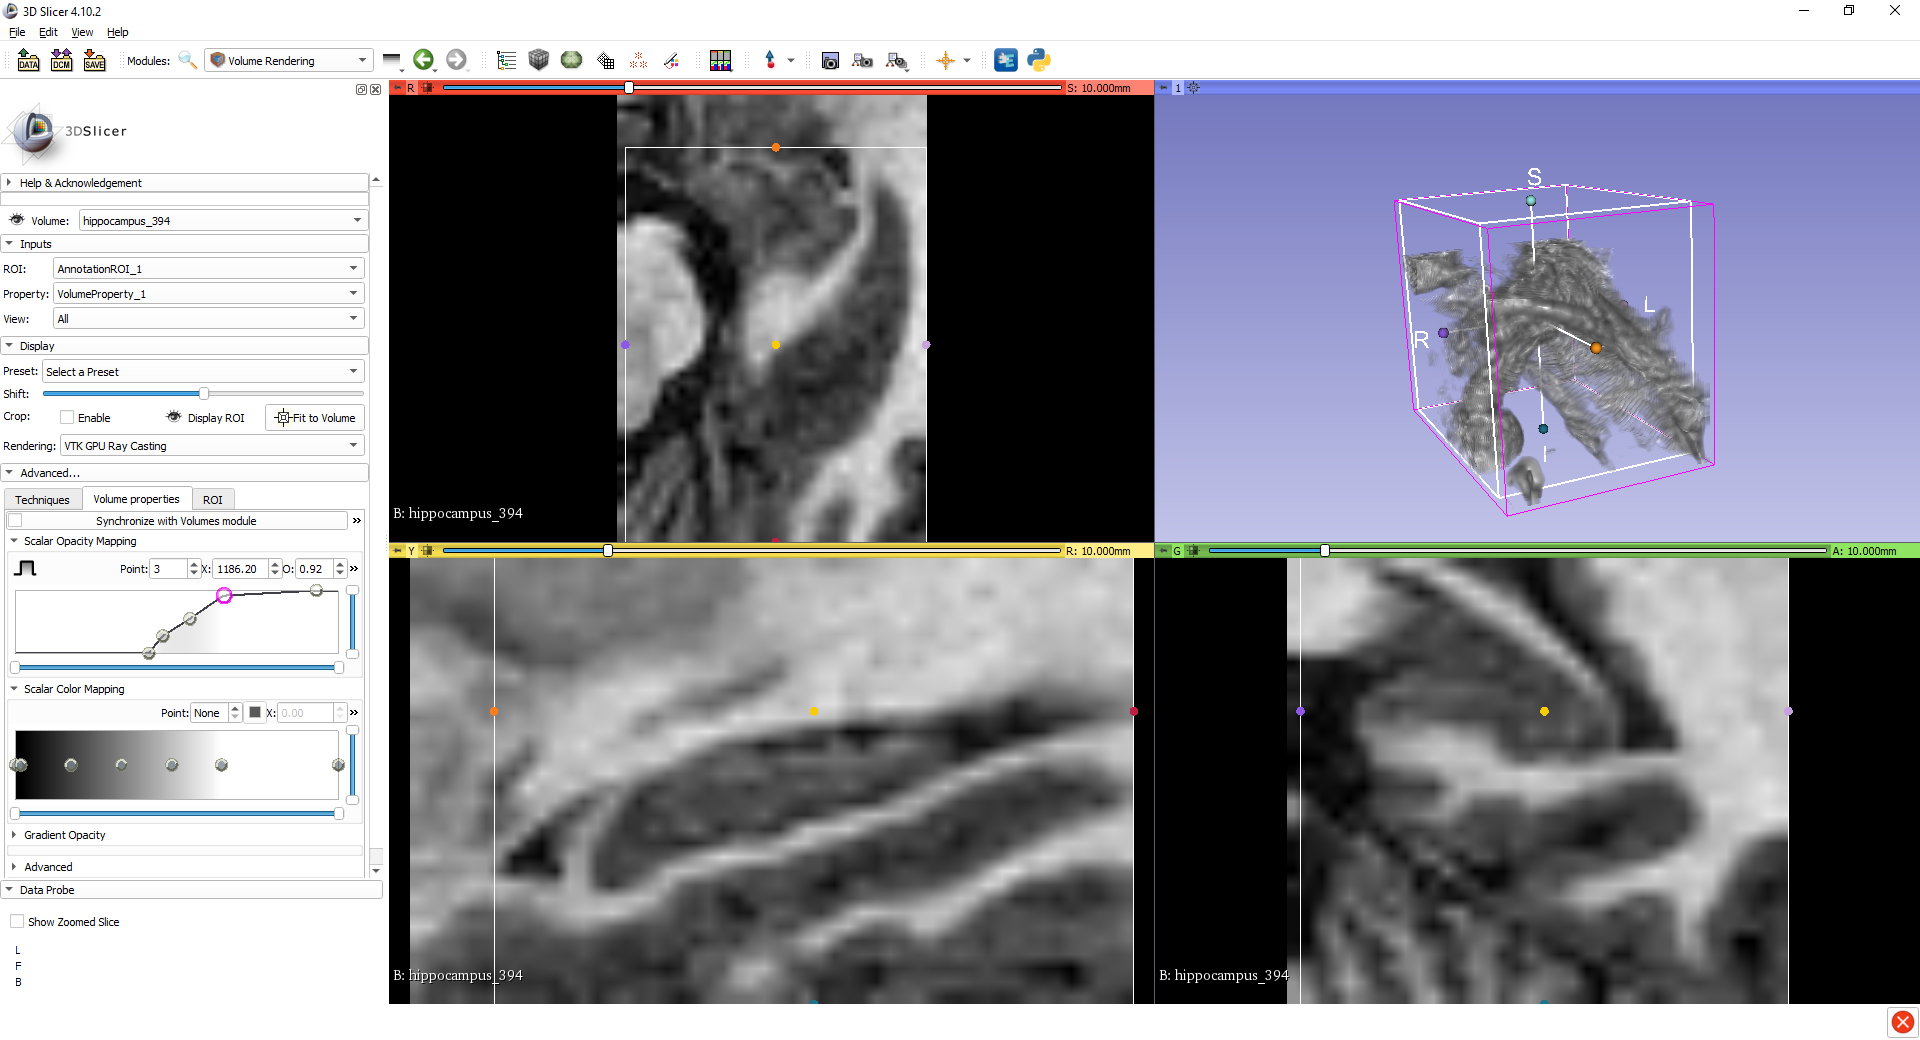 3D Slicer 4.10.2
File Edit View Help
DATA DCM SAVE Modules: Volume Rendering
3DSlicer
Help & Acknowledgement
Volume: hippocampus_394
Inputs
ROI: AnnotationROI_1
Property: VolumeProperty_1
View: All
Display
Preset: Select a Preset
Shift:
Crop: Enable Display ROI Fit to Volume
Rendering: VTK GPU Ray Casting
Advanced...
Techniques Volume properties ROI
Synchronize with Volumes module »
Scalar Opacity Mapping
Point: 3 X: 1186.20 O: 0.92 »
Scalar Color Mapping
Point: None X: 0.00 »
Gradient Opacity
Advanced
Data Probe
Show Zoomed Slice
L
F
B
R S: 10.000mm
B: hippocampus_394
1
S
L
R
I
Y R: 10.000mm
B: hippocampus_394
G A: 10.000mm
B: hippocampus_394